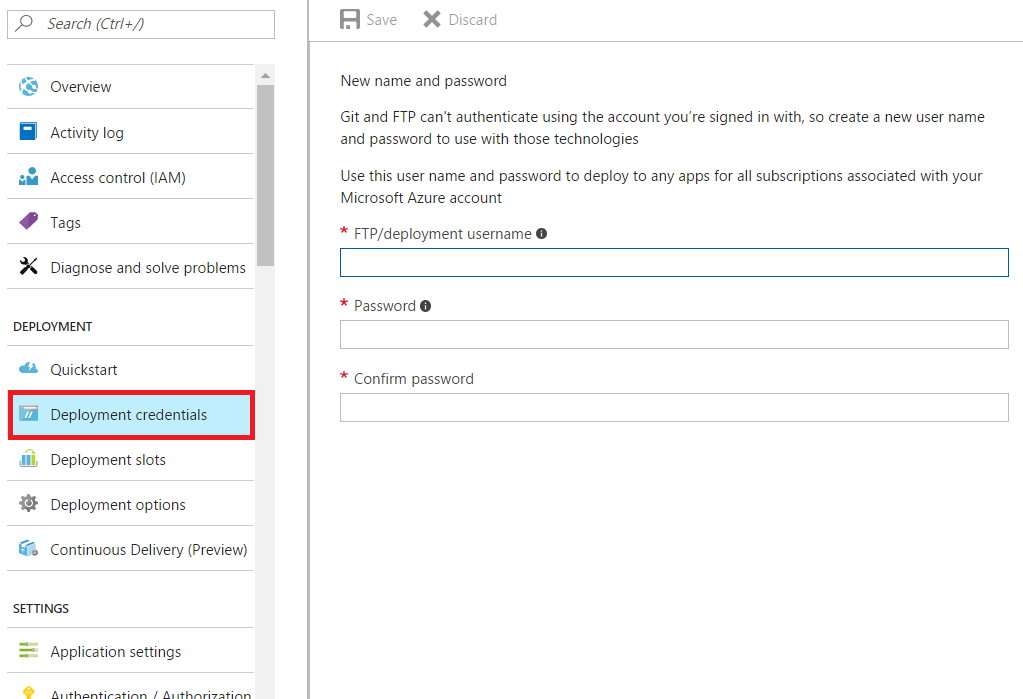 Search (Ctrl+/)
Overview
Activity log
Access control (IAM)
Tags
Diagnose and solve problems
DEPLOYMENT
Quickstart
Deployment credentials
Deployment slots
Deployment options
Continuous Delivery (Preview)
SETTINGS
Application settings
Authentication / Authorization
Save
Discard
New name and password
Git and FTP can't authenticate using the account you’re signed in with, so create a new user name
and password to use with those technologies
Use this user name and password to deploy to any apps for all subscriptions associated with your
Microsoft Azure account
* FTP/deployment username
* Password
* Confirm password